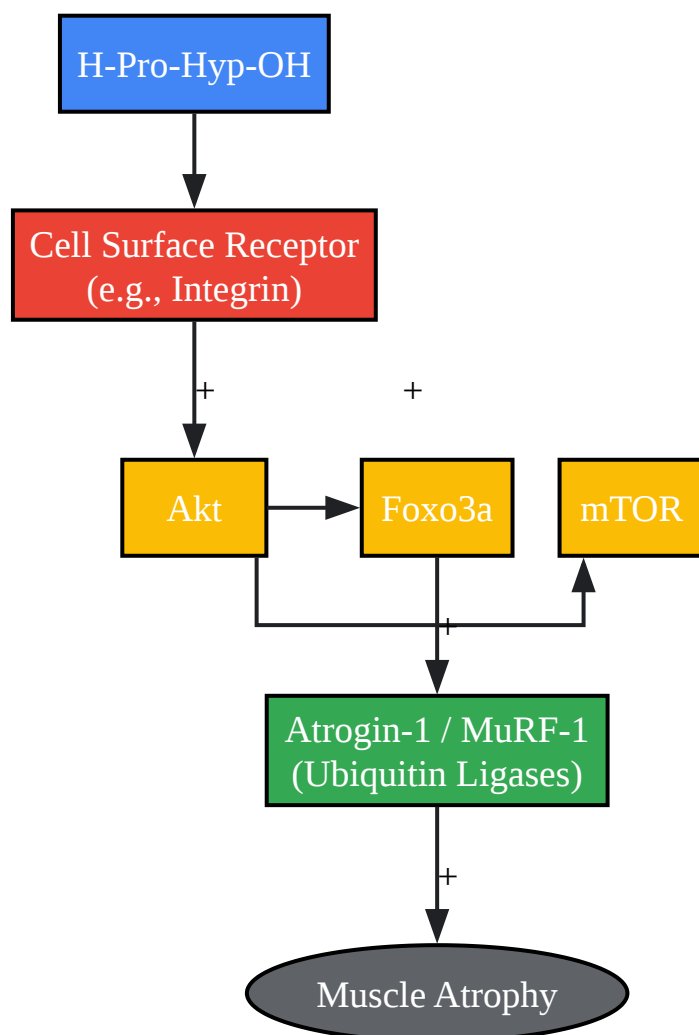 H-Pro-Hyp-OH
Cell Surface Receptor
(e.g., Integrin)
+
+
Akt
Foxo3a
mTOR
+
Atrogin-1 / MuRF-1
(Ubiquitin Ligases)
+
Muscle Atrophy